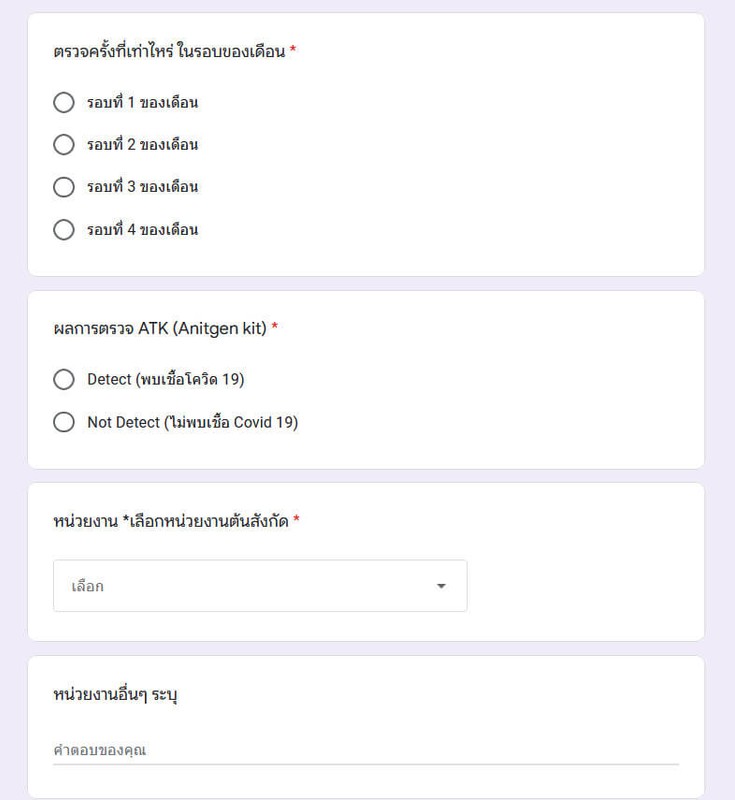 ตรวจครั้งที่เท่าไหร่ ในรอบของเดือน *
รอบที่ 1 ของเดือน
รอบที่ 2 ของเดือน
รอบที่ 3 ของเดือน
รอบที่ 4 ของเดือน
ผลการตรวจ ATK (Anitgen kit) *
Detect (พบเชื้อโควิด 19)
Not Detect (ไม่พบเชื้อ Covid 19)
หน่วยงาน *เลือกหน่วยงานต้นสังกัด *
เลือก
หน่วยงานอื่นๆ ระบุ
คำตอบของคุณ